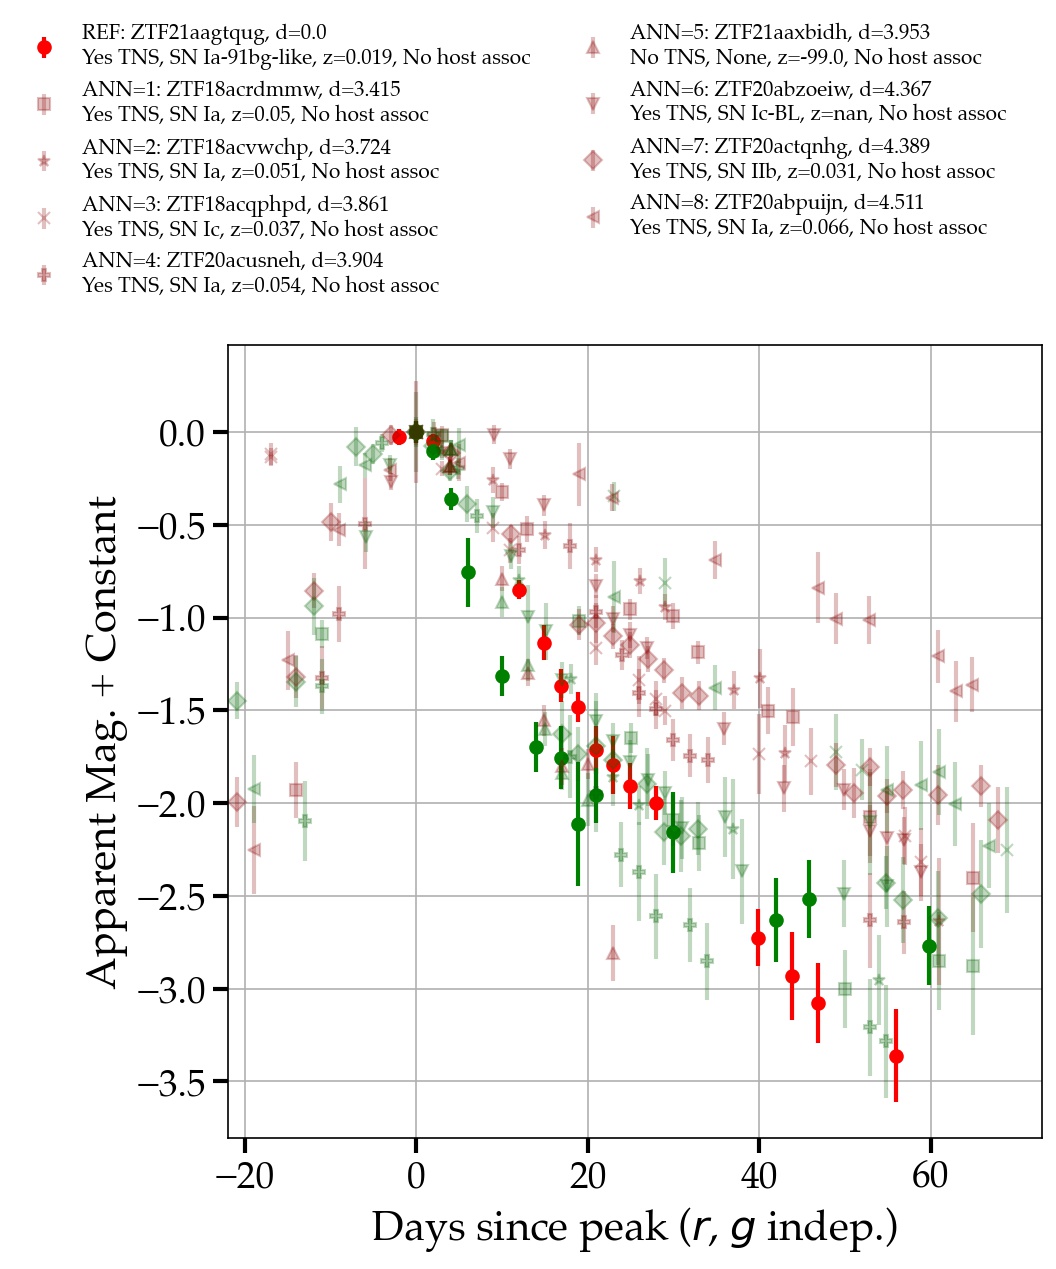 REF: ZTF21aagtqug, d=0.0
Yes TNS, SN Ia-91bg-like, z=0.019, No host assoc
ANN=1: ZTF18acrdmmw, d=3.415
Yes TNS, SN Ia, z=0.05, No host assoc
ANN=2: ZTF18acvwchp, d=3.724
Yes TNS, SN Ia, z=0.051, No host assoc
ANN=3: ZTF18acqphpd, d=3.861
Yes TNS, SN Ic, z=0.037, No host assoc
ANN=4: ZTF20acusneh, d=3.904
Yes TNS, SN Ia, z=0.054, No host assoc
ANN=5: ZTF21aaxbidh, d=3.953
No TNS, None, z=-99.0, No host assoc
ANN=6: ZTF20abzoeiw, d=4.367
Yes TNS, SN Ic-BL, z=nan, No host assoc
ANN=7: ZTF20actqnhg, d=4.389
Yes TNS, SN IIb, z=0.031, No host assoc
ANN=8: ZTF20abpuijn, d=4.511
Yes TNS, SN Ia, z=0.066, No host assoc
Apparent Mag. + Constant
0.0
−0.5
−1.0
−1.5
−2.0
−2.5
−3.0
−3.5
−20
0
20
40
60
Days since peak (r, g indep.)